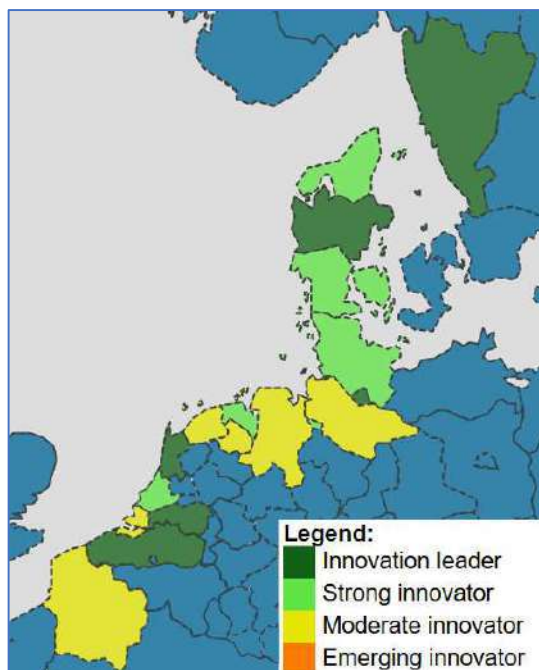 Legend:
Innovation leader
Strong innovator
Moderate innovator
Emerging innovator